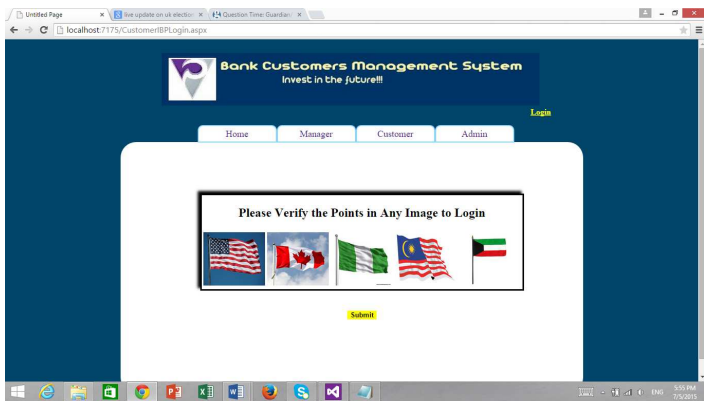 Untitled Page
live update on uk election
Question Time: Guardian
localhost:7175/CustomerIBPLogin.aspx
Bank Customers Management System
Invest in the future!!!
Login
Home Manager Customer Admin
Please Verify the Points in Any Image to Login
Submit
ENG
5:55 PM
7/5/2015